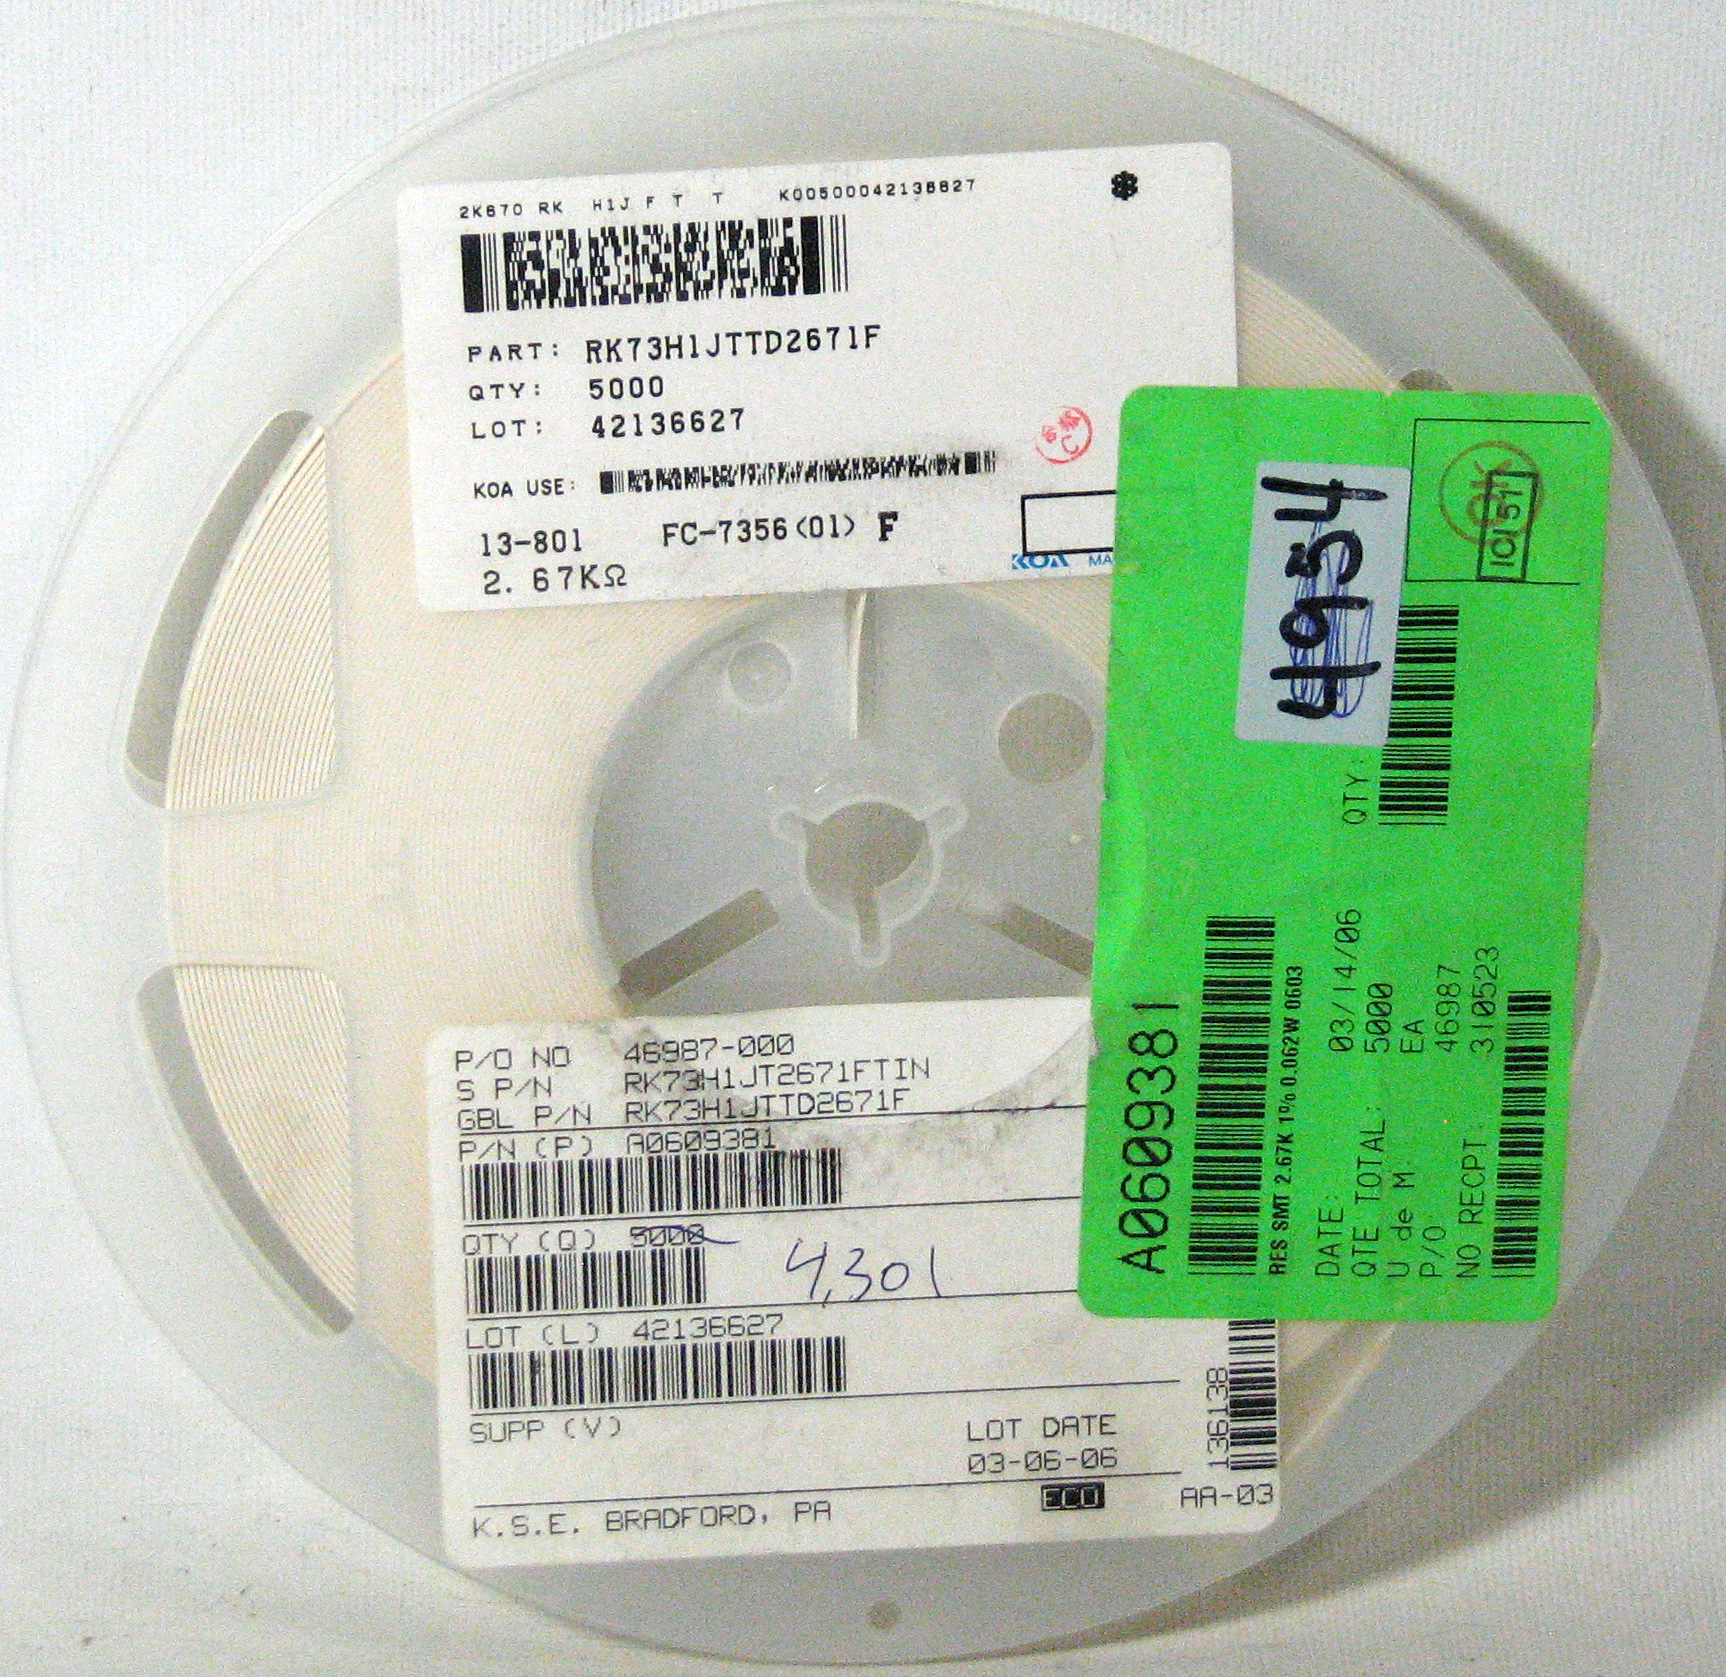 2K670 RK H1J F T T K00500042136627
PART: RK73H1JTTD2671F
QTY: 5000
LOT: 42136627
KOA USE:
13-801 FC-7356(01) F
2.67KΩ
KOA MA
P/O NO 46987-000
S P/N RK73H1JT2671FTIN
GBL P/N RK73H1JTTD2671F
P/N (P) A0609381
QTY (Q) 5000
4,301
LOT (L) 42136627
SUPP (V)
LOT DATE
03-06-06
ECO
K.S.E. BRADFORD, PA
AA-03
136138
A0609381
RES SMT 2.67K 1% 0.062W 0603
DATE: 03/14/06
QTE TOTAL: 5000
U de M EA
P/O 46987
NO RECPT: 310523
QTY:
OK